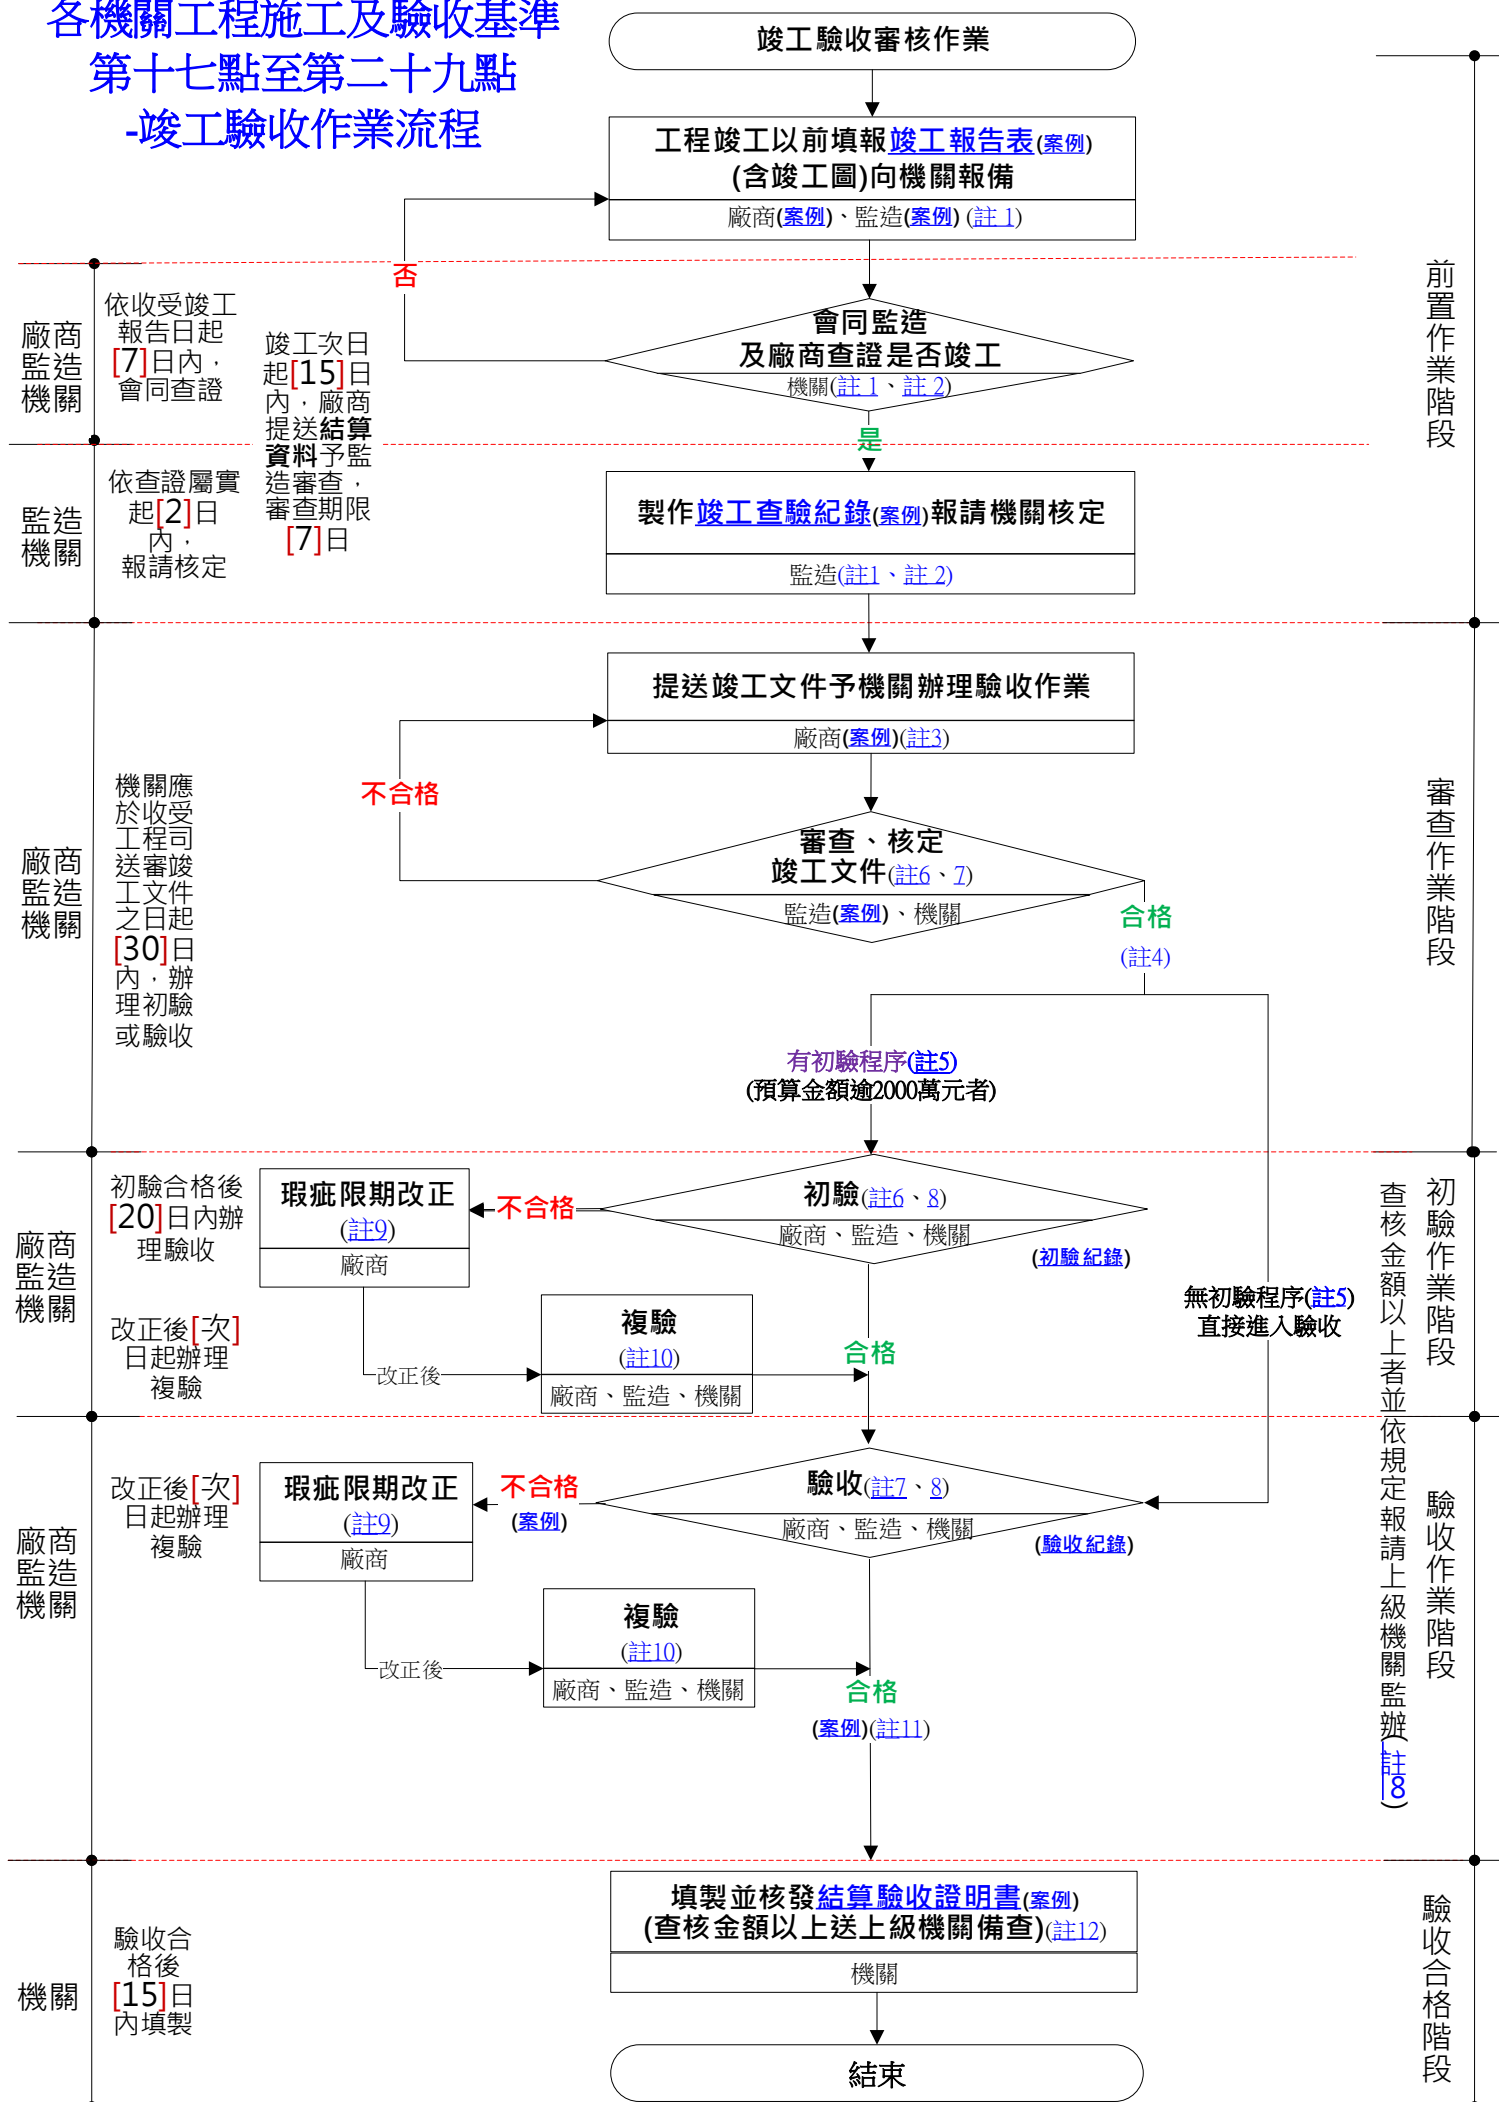 各機關工程施工及驗收基準
第十七點至第二十九點
-竣工驗收作業流程
竣工驗收審核作業
工程竣工以前填報竣工報告表(案例)
(含竣工圖)向機關報備
廠商(案例)、監造(案例) (註 1)
否
廠商
監造
機關
依收受竣工
報告日起
[7]日內，
會同查證
竣工次日
起[15]日
內，廠商
提送結算
資料予監
造審查，
審查期限
[7]日
會同監造
及廠商查證是否竣工
機關(註 1、註 2)
是
前置作業階段
監造
機關
依查證屬實
起[2]日
內，
報請核定
製作竣工查驗紀錄(案例)報請機關核定
監造(註1、註 2)
提送竣工文件予機關辦理驗收作業
廠商(案例)(註3)
不合格
廠商
監造
機關
機關應
於收受
工程司
送審竣
工文件
之日起
[30]日
內，辦
理初驗
或驗收
審查、核定
竣工文件(註6、7)
監造(案例)、機關
合格
(註4)
審查作業階段
有初驗程序(註5)
(預算金額逾2000萬元者)
廠商
監造
機關
初驗合格後
[20]日內辦
理驗收
改正後[次]
日起辦理
複驗
瑕疵限期改正
(註9)
廠商
不合格
初驗(註6、8)
廠商、監造、機關
(初驗紀錄)
無初驗程序(註5)
直接進入驗收
改正後
複驗
(註10)
廠商、監造、機關
合格
查核金額以上者並依規定報請上級機關監辦(註8)
初驗作業階段
廠商
監造
機關
改正後[次]
日起辦理
複驗
瑕疵限期改正
(註9)
廠商
不合格
(案例)
驗收(註7、8)
廠商、監造、機關
(驗收紀錄)
改正後
複驗
(註10)
廠商、監造、機關
合格
(案例)(註11)
驗收作業階段
機關
驗收合
格後
[15]日
內填製
填製並核發結算驗收證明書(案例)
(查核金額以上送上級機關備查)(註12)
機關
驗收合格階段
結束